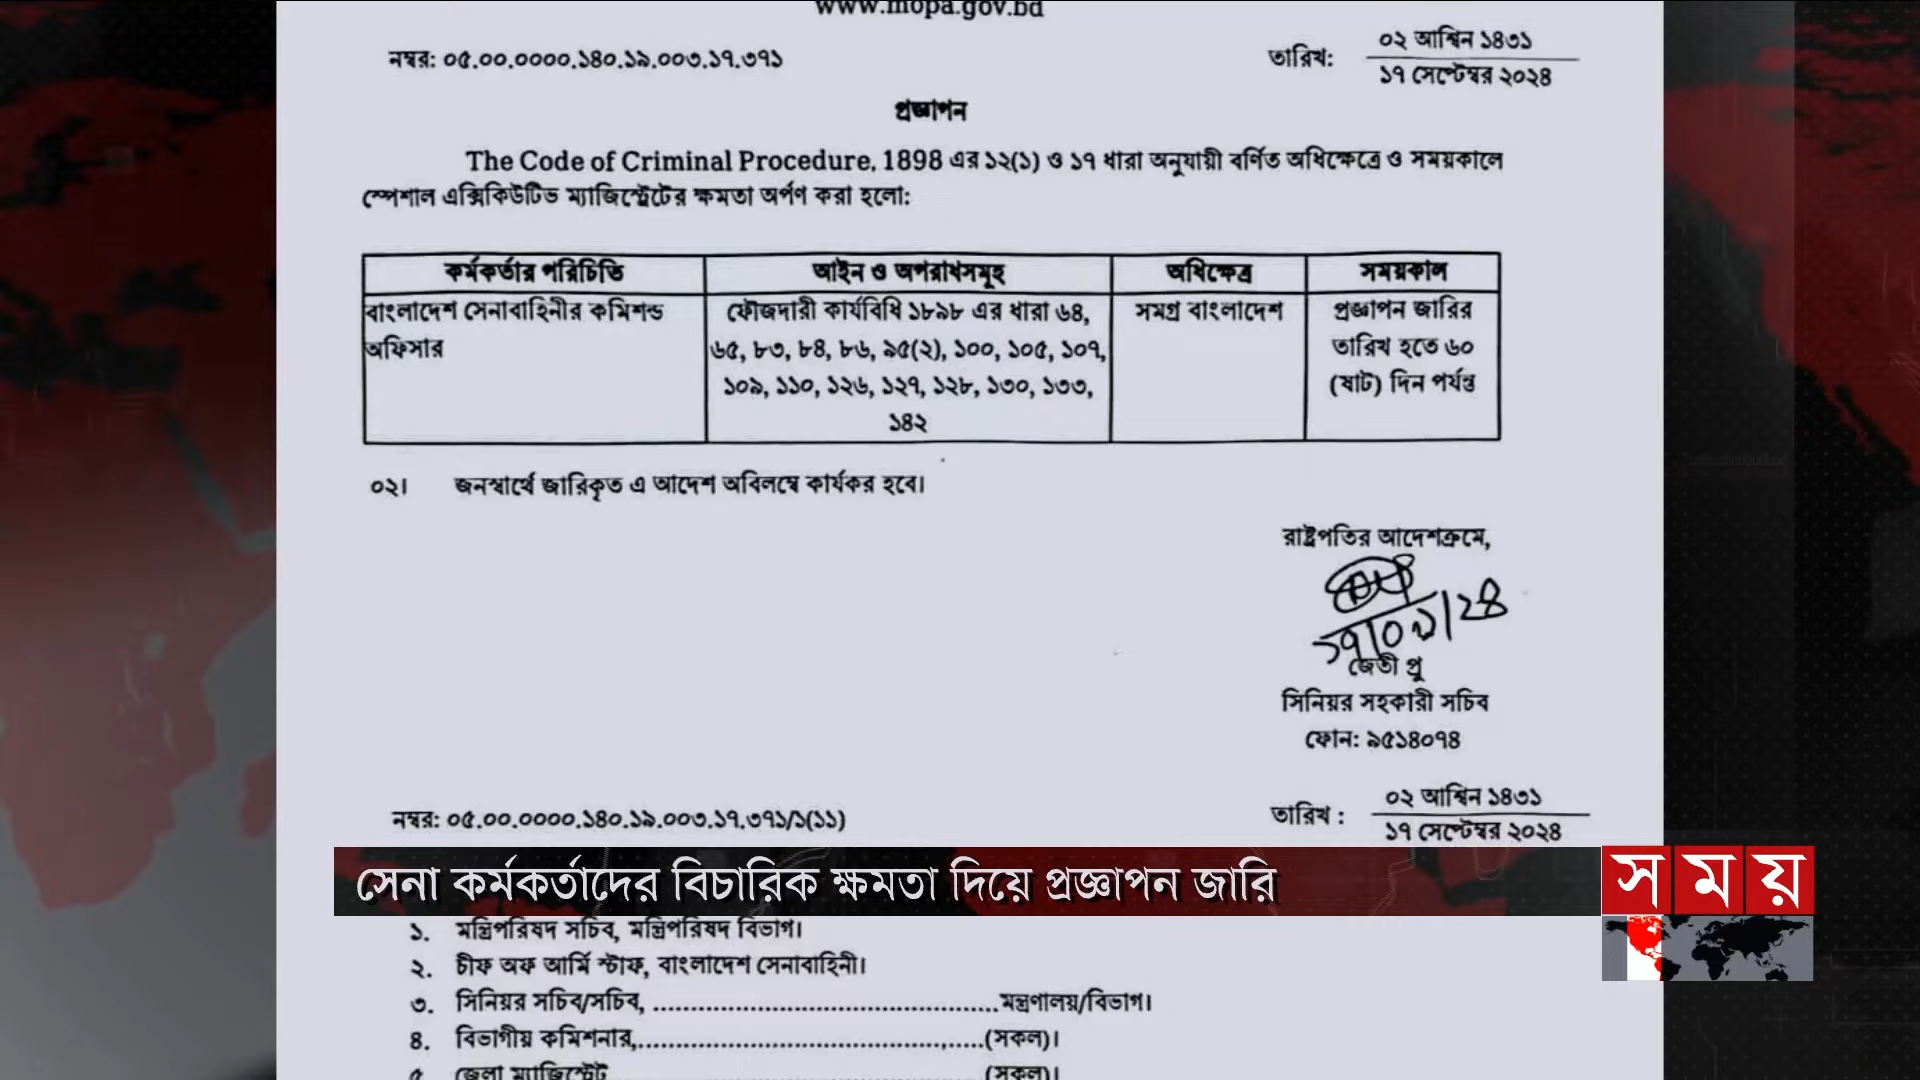 www.mopa.gov.bd
নম্বর: ০৫.০০.০০০০.১৪০.১৯.০০৩.১৭.৩৭১
তারিখ: ০২ আশ্বিন ১৪৩১
১৭ সেপ্টেম্বর ২০২৪
প্রজ্ঞাপন
The Code of Criminal Procedure, 1898 এর ১২(১) ও ১৭ ধারা অনুযায়ী বর্ণিত অধিক্ষেত্রে ও সময়কালে
স্পেশাল এক্সিকিউটিভ ম্যাজিস্ট্রেটের ক্ষমতা অর্পণ করা হলো:
কর্মকর্তার পরিচিতি আইন ও অপরাধসমূহ অধিক্ষেত্র সময়কাল
বাংলাদেশ সেনাবাহিনীর কমিশন্ড ফৌজদারী কার্যবিধি ১৮৯৮ এর ধারা ৬৪, সমগ্র বাংলাদেশ প্রজ্ঞাপন জারির
অফিসার ৬৫, ৮৩, ৮৪, ৮৬, ৯৫(২), ১০০, ১০৫, ১০৭, তারিখ হতে ৬০
১০৯, ১১০, ১২৬, ১২৭, ১২৮, ১৩০, ১৩৩, (ষাট) দিন পর্যন্ত
১৪২
০২। জনস্বার্থে জারিকৃত এ আদেশ অবিলম্বে কার্যকর হবে।
রাষ্ট্রপতির আদেশক্রমে,
১৭/০৯/২৪
জেতী প্রু
সিনিয়র সহকারী সচিব
ফোন: ৯৫১৪০৭৪
নম্বর: ০৫.০০.০০০০.১৪০.১৯.০০৩.১৭.৩৭১/১(১১)
তারিখ : ০২ আশ্বিন ১৪৩১
১৭ সেপ্টেম্বর ২০২৪
সেনা কর্মকর্তাদের বিচারিক ক্ষমতা দিয়ে প্রজ্ঞাপন জারি
সময়
১. মন্ত্রিপরিষদ সচিব, মন্ত্রিপরিষদ বিভাগ।
২. চীফ অফ আর্মি স্টাফ, বাংলাদেশ সেনাবাহিনী।
৩. সিনিয়র সচিব/সচিব, ..........................................মন্ত্রণালয়/বিভাগ।
৪. বিভাগীয় কমিশনার,..........................................(সকল)।
৫. জেলা ম্যাজিস্ট্রেট..........................................(সকল)।